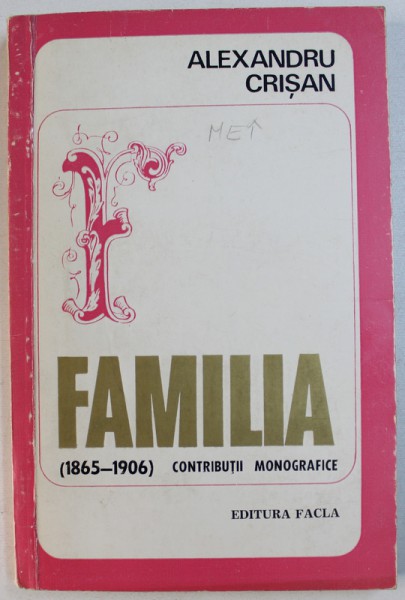 ALEXANDRU
CRIȘAN
MET
F
FAMILIA
(1865–1906) CONTRIBUȚII MONOGRAFICE
EDITURA FACLA